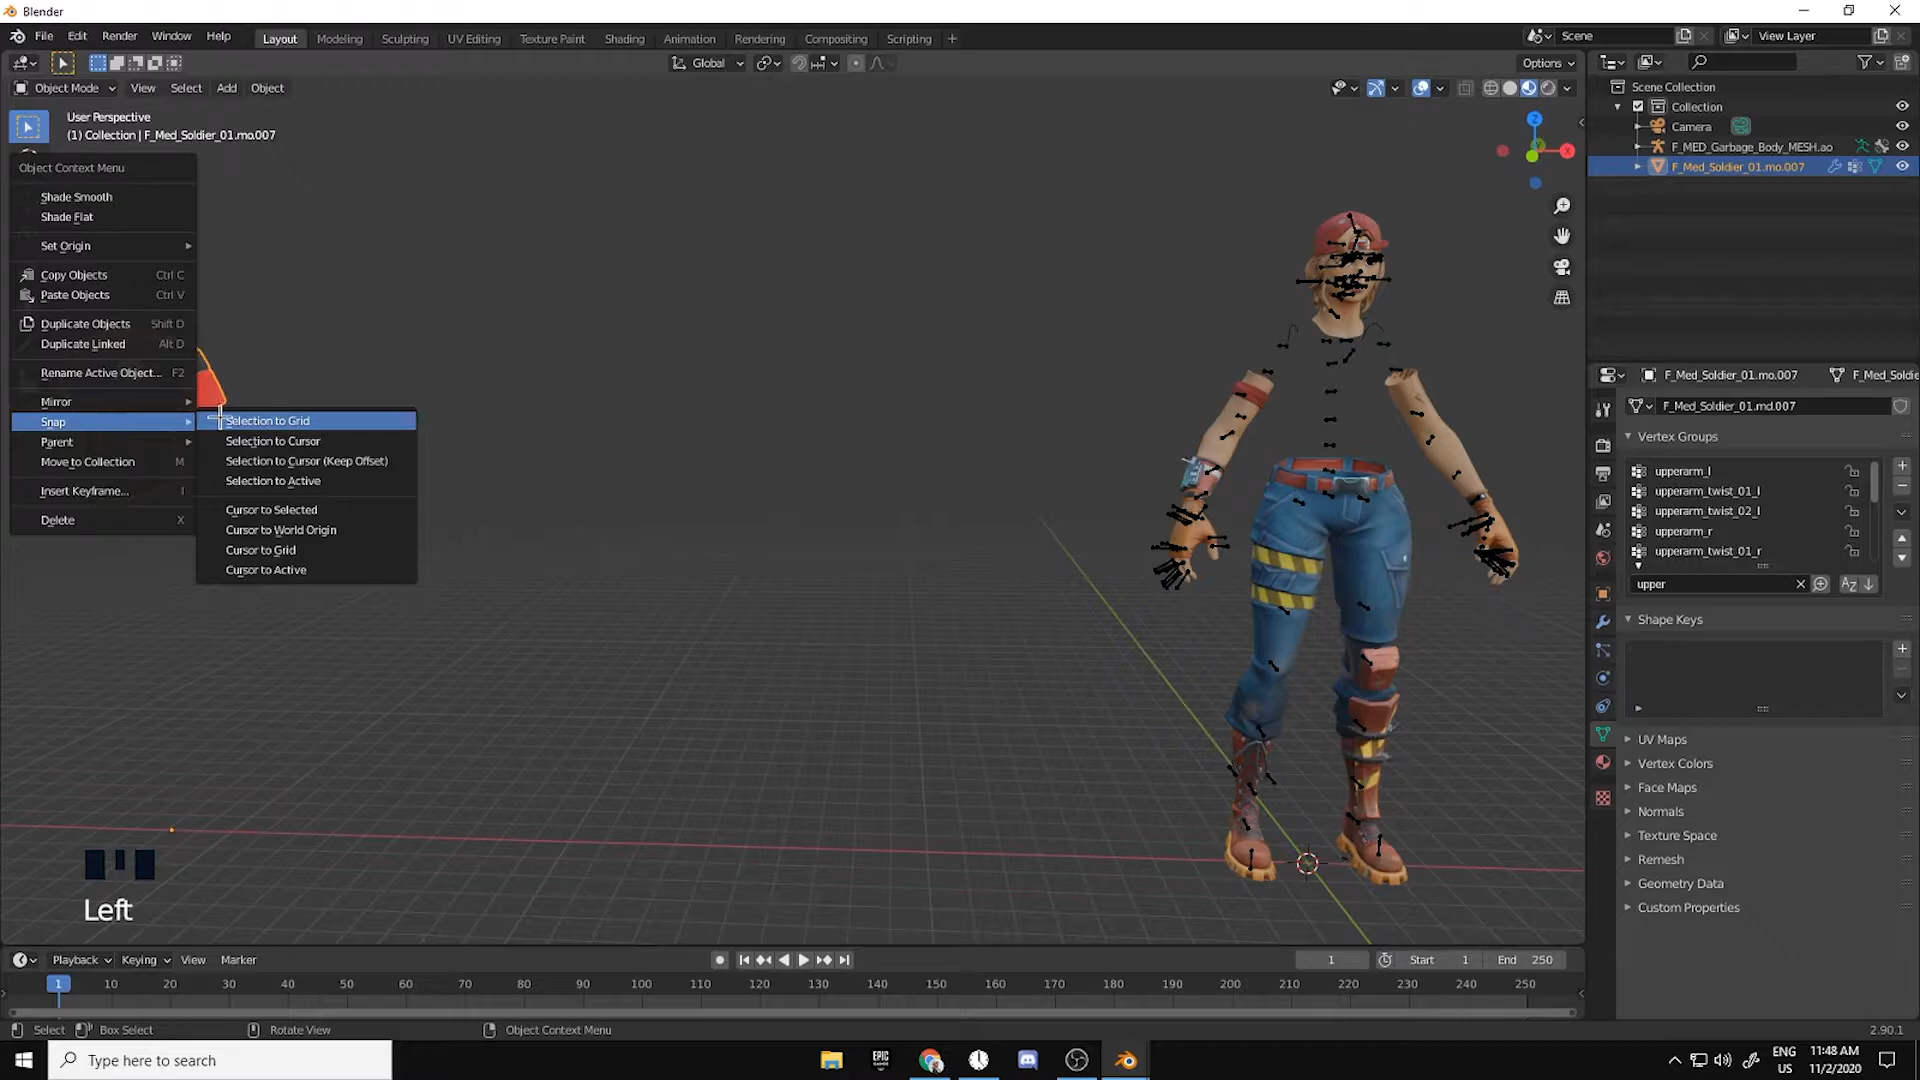 Blender
File Edit Render Window Help Layout Modeling Sculpting UV Editing Texture Paint Shading Animation Rendering Compositing Scripting + Scene View Layer
Global Options
Object Mode View Select Add Object
User Perspective
(1) Collection | F_Med_Soldier_01.mo.007
Object Context Menu
Shade Smooth
Shade Flat
Set Origin
Copy Objects Ctrl C
Paste Objects Ctrl V
Duplicate Objects Shift D
Duplicate Linked Alt D
Rename Active Object... F2
Mirror
Snap
Parent
Move to Collection M
Insert Keyframe... I
Delete X
Selection to Grid
Selection to Cursor
Selection to Cursor (Keep Offset)
Selection to Active
Cursor to Selected
Cursor to World Origin
Cursor to Grid
Cursor to Active
Z
X
Scene Collection
Collection
Camera
F_MED_Garbage_Body_MESH.ao
F_Med_Soldier_01.mo.007
F_Med_Soldier_01.mo.007 F_Med_Soldie
F_Med_Soldier_01.md.007
Vertex Groups
upperarm_l
upperarm_twist_01_l
upperarm_twist_02_l
upperarm_r
upperarm_twist_01_r
upper
Shape Keys
UV Maps
Vertex Colors
Face Maps
Normals
Texture Space
Remesh
Geometry Data
Custom Properties
Left
Playback Keying View Marker 1 Start 1 End 250
1 10 20 30 40 50 60 70 80 90 100 110 120 130 140 150 160 170 180 190 200 210 220 230 240 250
Select Box Select Rotate View Object Context Menu 2.90.1
Type here to search
EPIC
ENG
US
11:48 AM
11/2/2020